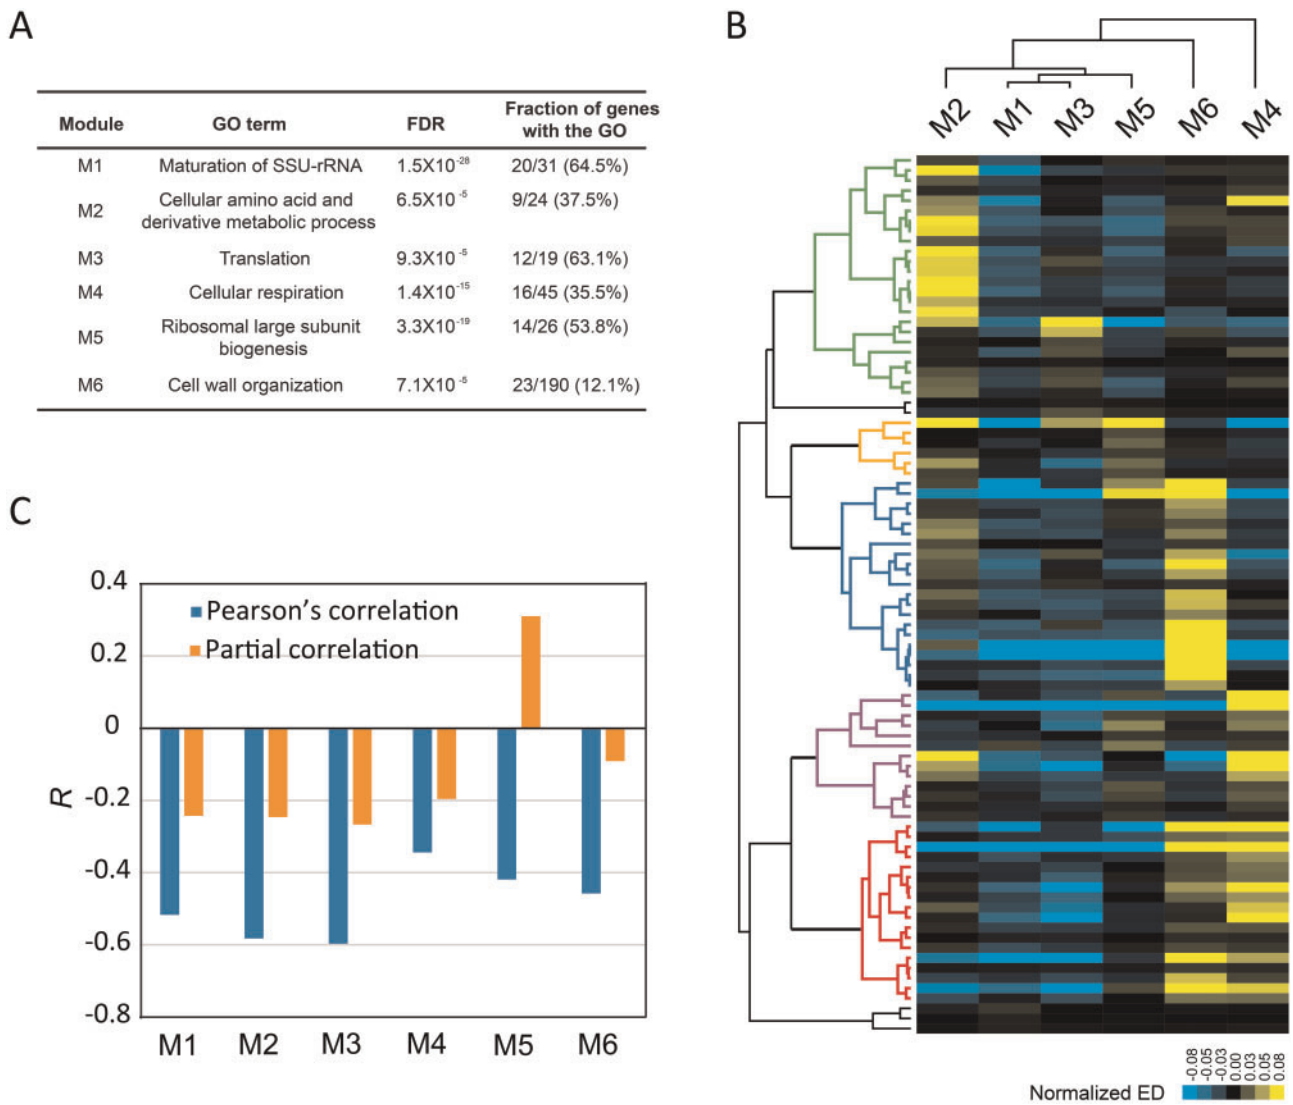 A
Module GO term FDR Fraction of genes
with the GO
M1 Maturation of SSU-rRNA 1.5X10⁻²⁸ 20/31 (64.5%)
M2 Cellular amino acid and
derivative metabolic process 6.5X10⁻⁵ 9/24 (37.5%)
M3 Translation 9.3X10⁻⁵ 12/19 (63.1%)
M4 Cellular respiration 1.4X10⁻¹⁵ 16/45 (35.5%)
M5 Ribosomal large subunit
biogenesis 3.3X10⁻¹⁹ 14/26 (53.8%)
M6 Cell wall organization 7.1X10⁻⁵ 23/190 (12.1%)
B
M2 M1 M3 M5 M6 M4
-0.08 -0.05 -0.03 0.00 0.03 0.05 0.08
Normalized ED
C
0.4
0.2
0
-0.2
-0.4
-0.6
-0.8
R
Pearson's correlation
Partial correlation
M1 M2 M3 M4 M5 M6